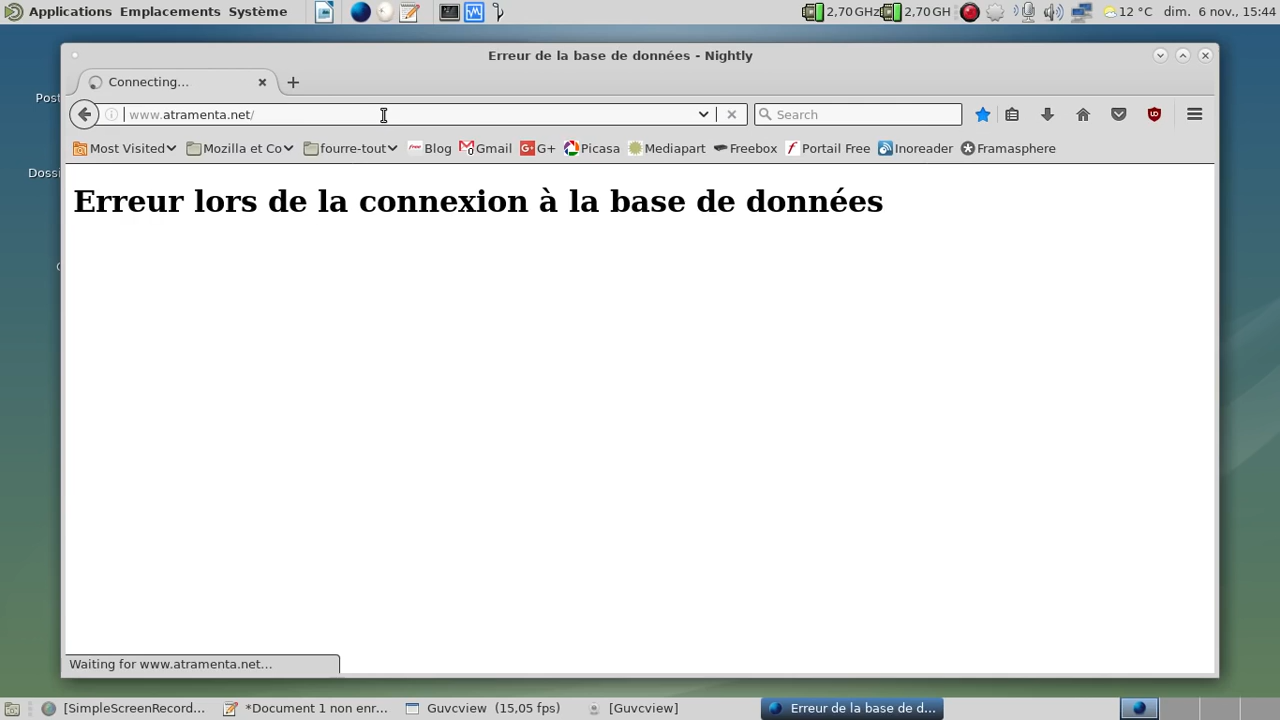 Applications Emplacements Système 2,70 GHz 2,70 GH 12 °C dim. 6 nov., 15:44
Erreur de la base de données - Nightly
Connecting...
www.atramenta.net/ Search
Most Visited Mozilla et Co fourre-tout Blog Gmail G+ Picasa Mediapart Freebox Portail Free Inoreader Framasphere
Erreur lors de la connexion à la base de données
Waiting for www.atramenta.net...
[SimpleScreenRecord... *Document 1 non enr... Guvcview (15,05 fps) [Guvcview] Erreur de la base de d...